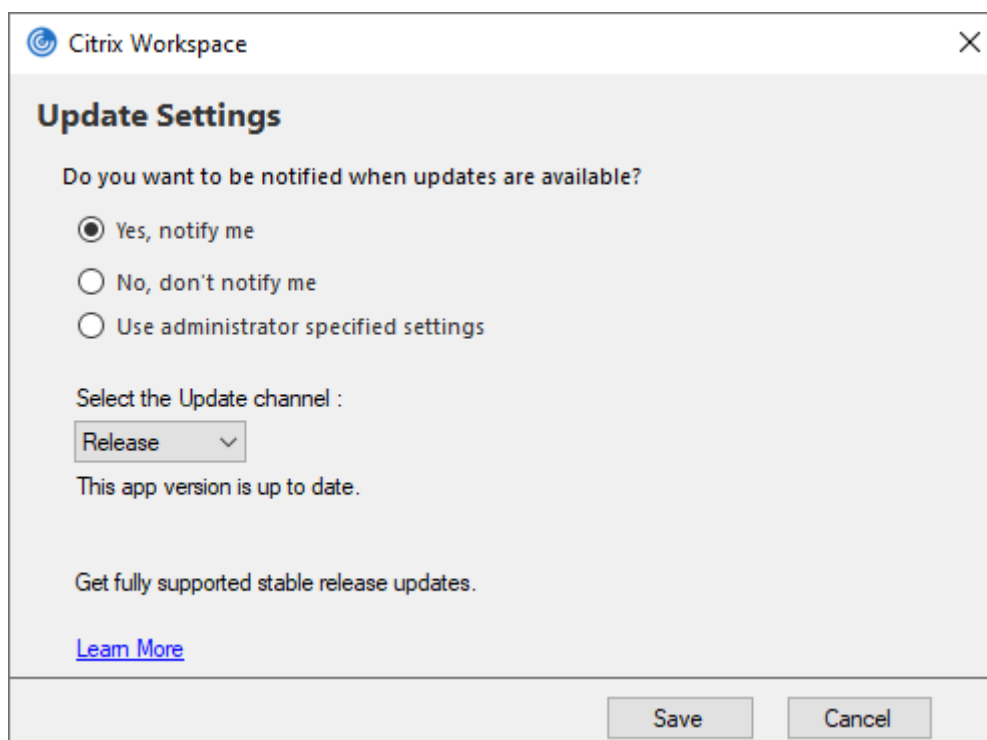 Citrix Workspace
Update Settings
Do you want to be notified when updates are available?
Yes, notify me
No, don't notify me
Use administrator specified settings
Select the Update channel :
Release
This app version is up to date.
Get fully supported stable release updates.
Learn More
Save Cancel